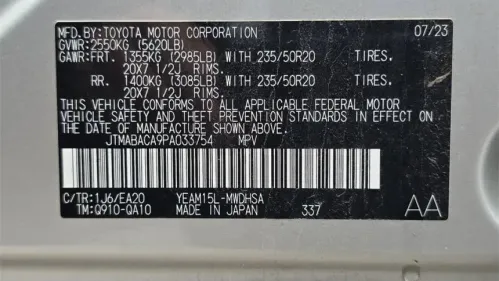 MFD.BY:TOYOTA MOTOR CORPORATION 07/23
GVWR: 2550KG (5620LB)
GAWR:FRT. 1355KG (2985LB) WITH 235/50R20 TIRES.
20X7 1/2J RIMS.
RR. 1400KG (3085LB) WITH 235/50R20 TIRES.
20X7 1/2J RIMS.
THIS VEHICLE CONFORMS TO ALL APPLICABLE FEDERAL MOTOR
VEHICLE SAFETY AND THEFT PREVENTION STANDARDS IN EFFECT ON
THE DATE OF MANUFACTURE SHOWN ABOVE.
JTMABACA9PA033754 MPV
C/TR:1J6/EA20 YEAM15L-MWDHSA
TM:Q910-QA10 MADE IN JAPAN 337 AA